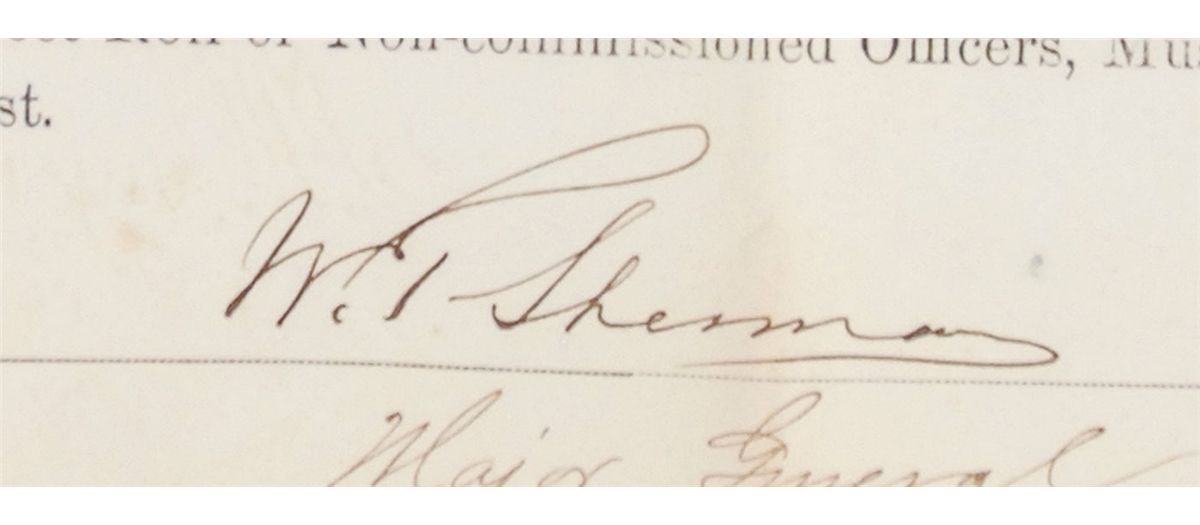 Roll of Non-commissioned Officers,
st.
W. T. Sherman
Major General